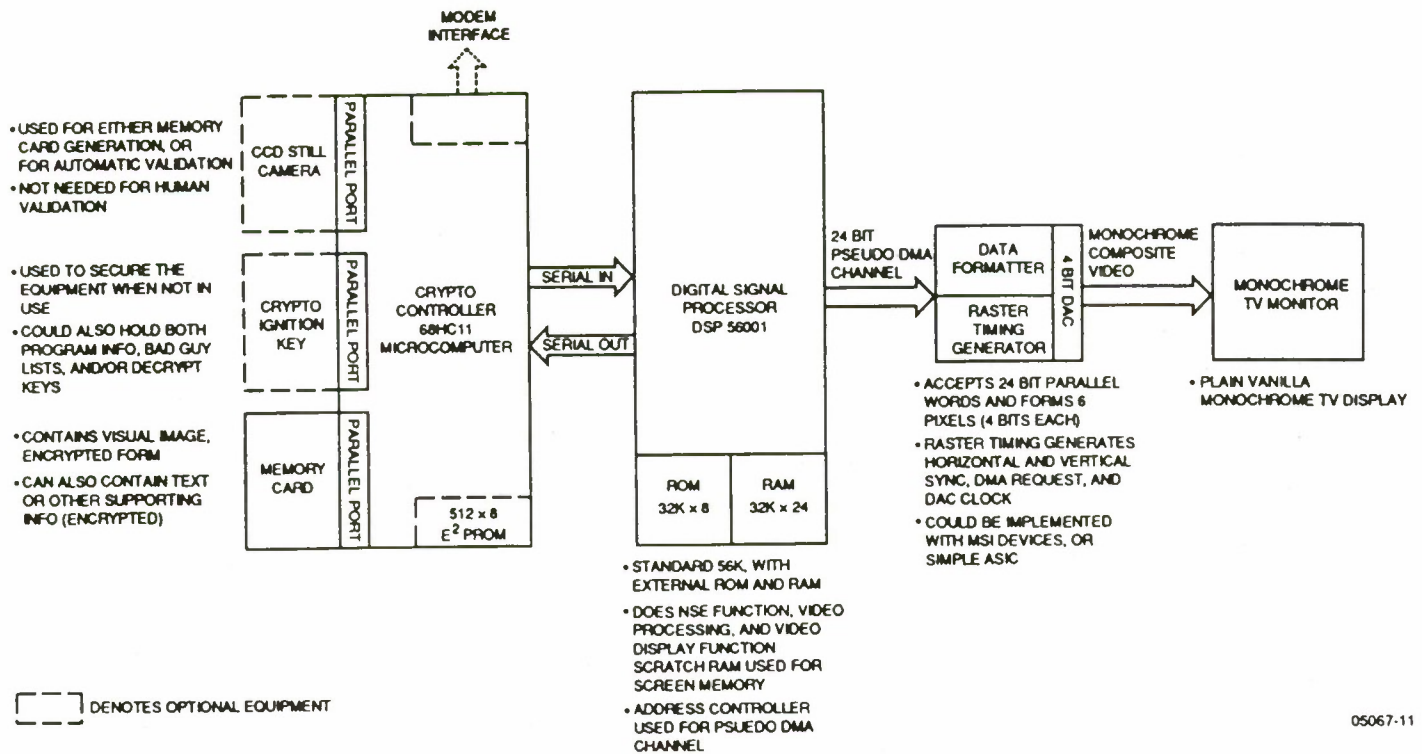 MODEM
INTERFACE
• USED FOR EITHER MEMORY
CARD GENERATION, OR
FOR AUTOMATIC VALIDATION
• NOT NEEDED FOR HUMAN
VALIDATION
CCD STILL
CAMERA
PARALLEL PORT
• USED TO SECURE THE
EQUIPMENT WHEN NOT IN
USE
• COULD ALSO HOLD BOTH
PROGRAM INFO, BAD GUY
LISTS, AND/OR DECRYPT
KEYS
CRYPTO
IGNITION
KEY
PARALLEL PORT
• CONTAINS VISUAL IMAGE,
ENCRYPTED FORM
• CAN ALSO CONTAIN TEXT
OR OTHER SUPPORTING
INFO (ENCRYPTED)
MEMORY
CARD
PARALLEL PORT
CRYPTO
CONTROLLER
68HC11
MICROCOMPUTER
512 x 8
E² PROM
SERIAL IN
SERIAL OUT
DIGITAL SIGNAL
PROCESSOR
DSP 56001
ROM
32K x 8
RAM
32K x 24
• STANDARD 56K, WITH
EXTERNAL ROM AND RAM
• DOES NSE FUNCTION, VIDEO
PROCESSING, AND VIDEO
DISPLAY FUNCTION
SCRATCH RAM USED FOR
SCREEN MEMORY
• ADDRESS CONTROLLER
USED FOR PSUEDO DMA
CHANNEL
24 BIT
PSEUDO DMA
CHANNEL
DATA
FORMATTER
RASTER
TIMING
GENERATOR
4 BIT DAC
• ACCEPTS 24 BIT PARALLEL
WORDS AND FORMS 6
PIXELS (4 BITS EACH)
• RASTER TIMING GENERATES
HORIZONTAL AND VERTICAL
SYNC, DMA REQUEST, AND
DAC CLOCK
• COULD BE IMPLEMENTED
WITH MSI DEVICES, OR
SIMPLE ASIC
MONOCHROME
COMPOSITE
VIDEO
MONOCHROME
TV MONITOR
• PLAIN VANILLA
MONOCHROME TV DISPLAY
DENOTES OPTIONAL EQUIPMENT
05067-11